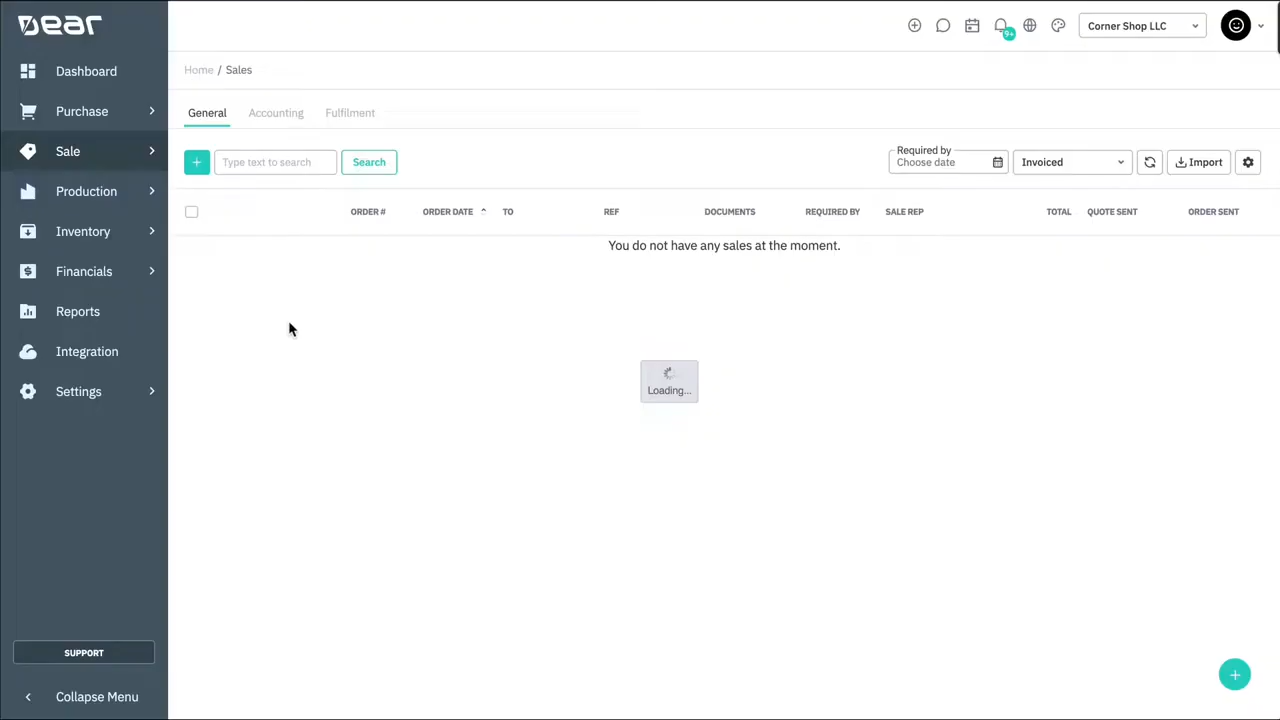 Dear
Dashboard
Purchase
Sale
Production
Inventory
Financials
Reports
Integration
Settings
SUPPORT
Collapse Menu
9+
Corner Shop LLC
Home / Sales
General Accounting Fulfilment
+ Type text to search Search
Required by
Choose date
Invoiced
Import
ORDER # ORDER DATE TO REF DOCUMENTS REQUIRED BY SALE REP TOTAL QUOTE SENT ORDER SENT
You do not have any sales at the moment.
Loading...
+